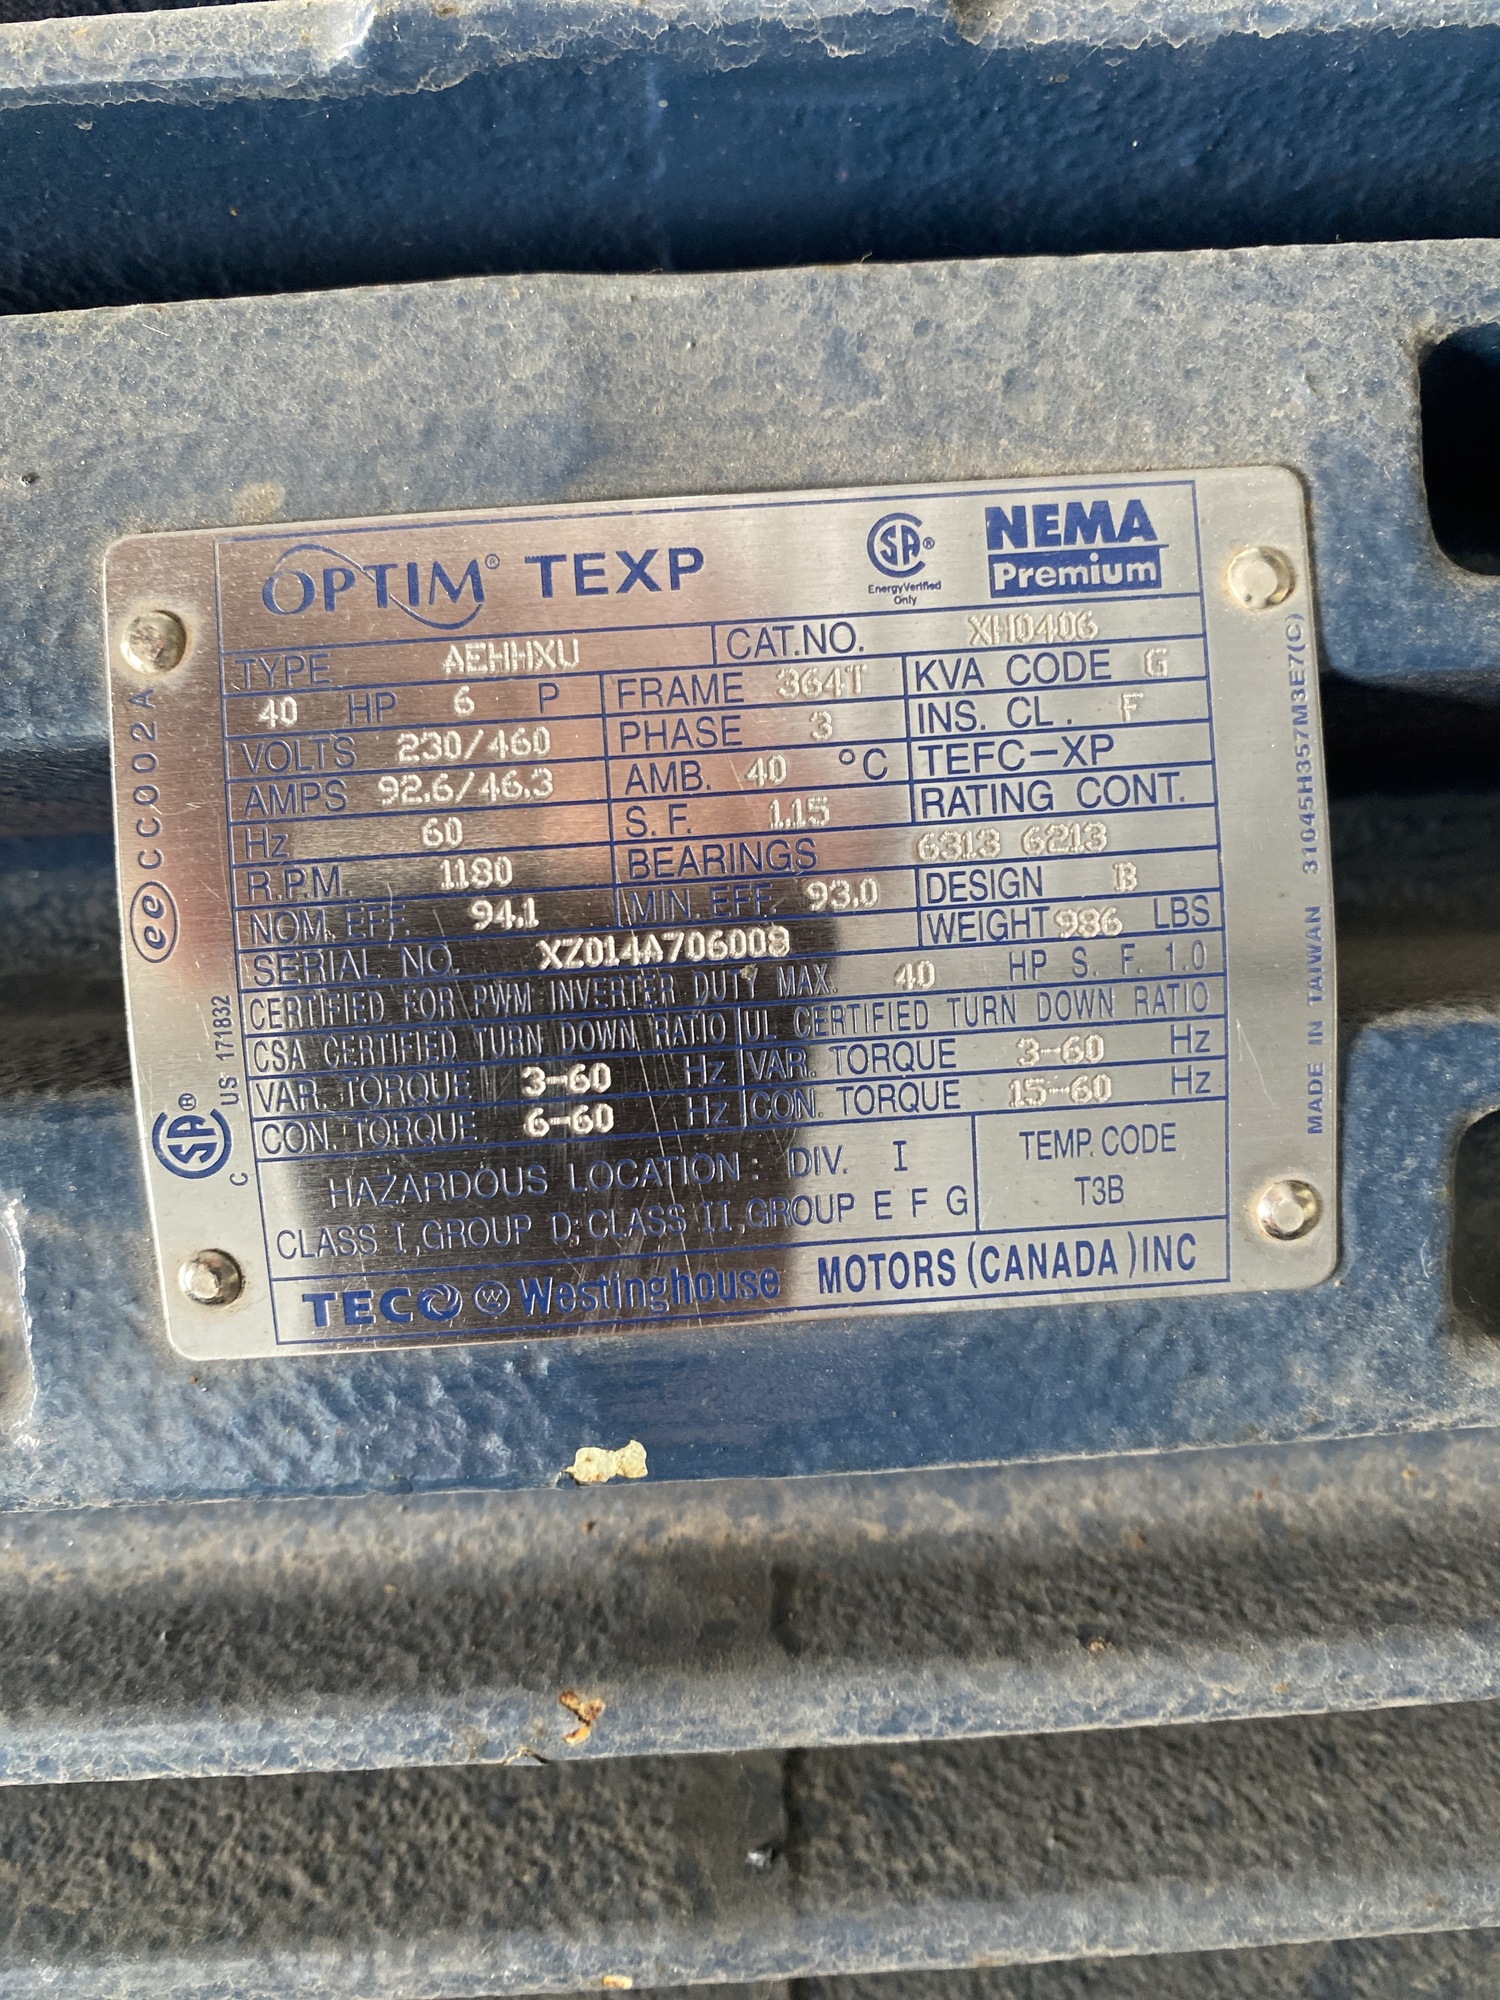 OPTIM® TEXP
CSA®
Energy Verified
Only
NEMA
Premium
TYPE AEHHXU CAT.NO. XH0406
40 HP 6 P FRAME 364T KVA CODE G
VOLTS 230/460 PHASE 3 INS. CL. F
AMPS 92.6/46.3 AMB. 40 °C TEFC-XP
Hz 60 S. F. 1.15 RATING CONT.
R.P.M. 1180 BEARINGS 6313 6213
NOM. EFF. 94.1 MIN. EFF. 93.0 DESIGN B
SERIAL NO. XZ014A706008 WEIGHT 986 LBS
CERTIFIED FOR PWM INVERTER DUTY MAX. 40 HP S. F. 1.0
CSA CERTIFIED TURN DOWN RATIO UL CERTIFIED TURN DOWN RATIO
VAR. TORQUE 3-60 Hz VAR. TORQUE 3-60 Hz
CON. TORQUE 6-60 Hz CON. TORQUE 15-60 Hz
HAZARDOUS LOCATION: DIV. I
CLASS I,GROUP D;CLASS II,GROUP E F G
TEMP. CODE
T3B
TECO W Westinghouse MOTORS (CANADA)INC
ee CC002A
C CSA® US 171832
MADE IN TAIWAN 31045H357M3E7(C)